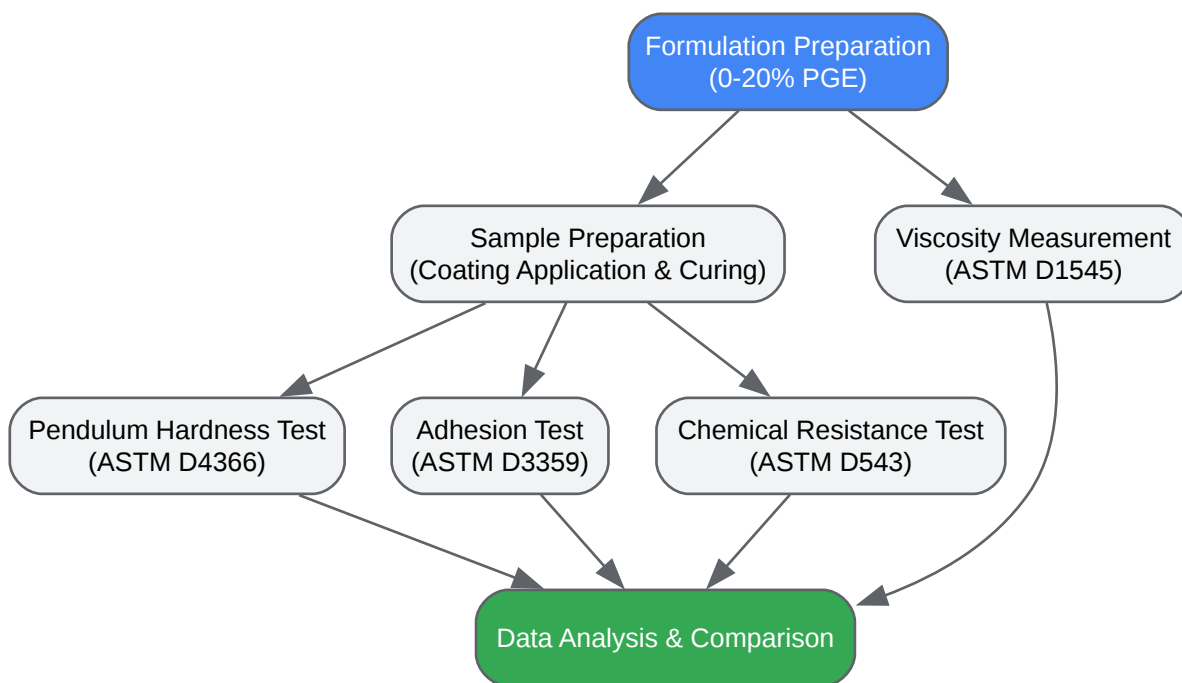 Formulation Preparation
(0-20% PGE)
Sample Preparation
(Coating Application & Curing)
Viscosity Measurement
(ASTM D1545)
Pendulum Hardness Test
(ASTM D4366)
Adhesion Test
(ASTM D3359)
Chemical Resistance Test
(ASTM D543)
Data Analysis & Comparison